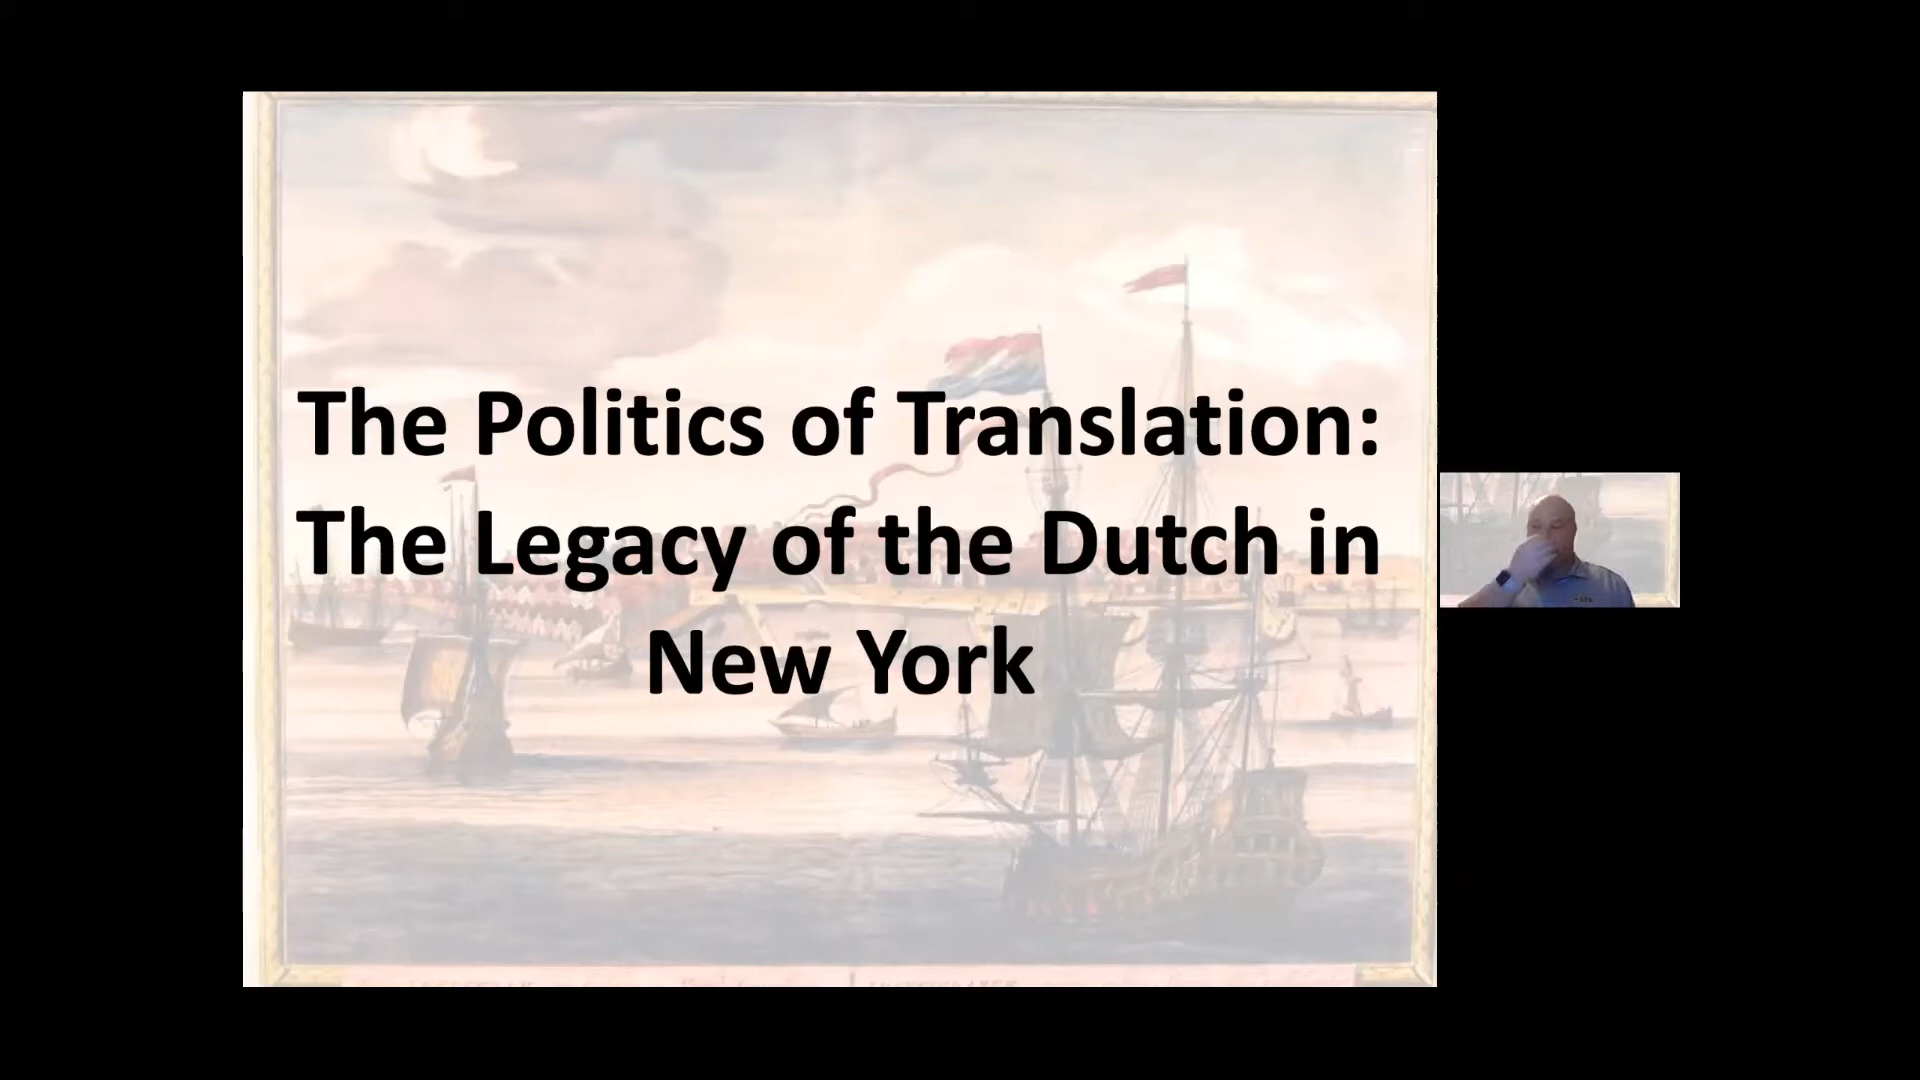 The Politics of Translation:
The Legacy of the Dutch in
New York